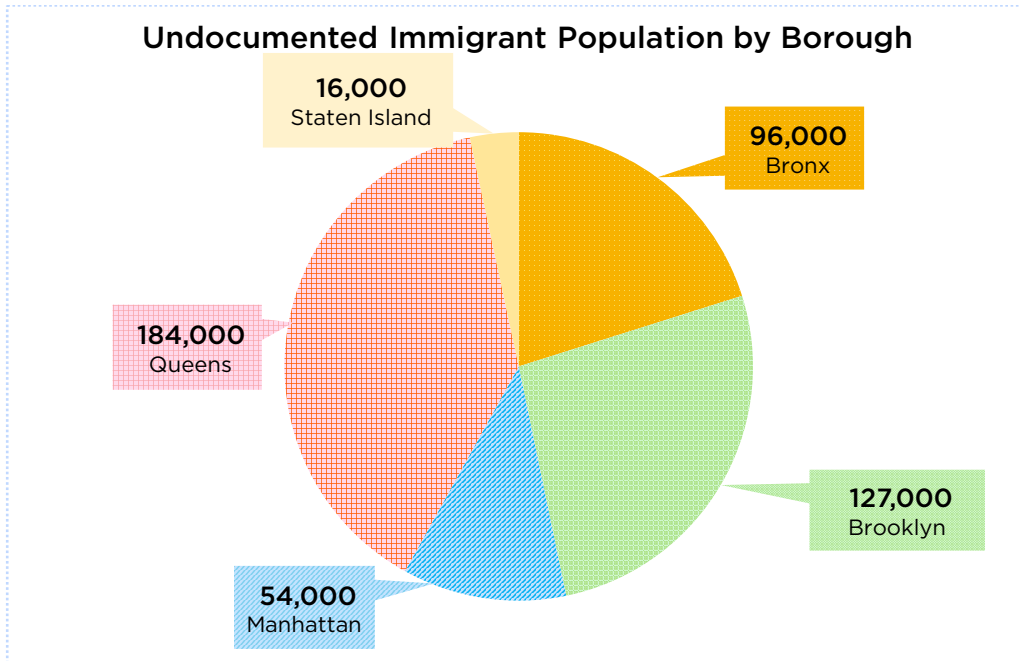 Undocumented Immigrant Population by Borough
16,000
Staten Island
96,000
Bronx
184,000
Queens
127,000
Brooklyn
54,000
Manhattan